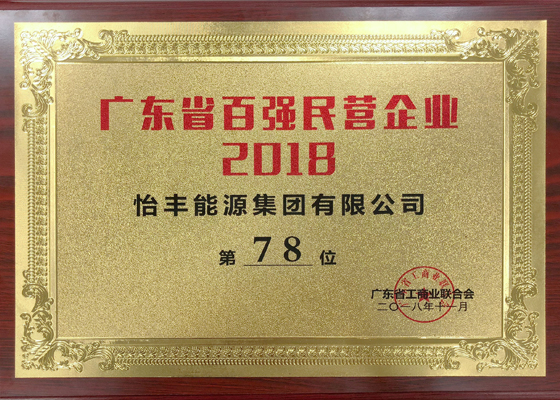 广东省百强民营企业
2018
怡丰能源集团有限公司
第 78 位
广东省工商业联合会
二〇一八年十一月